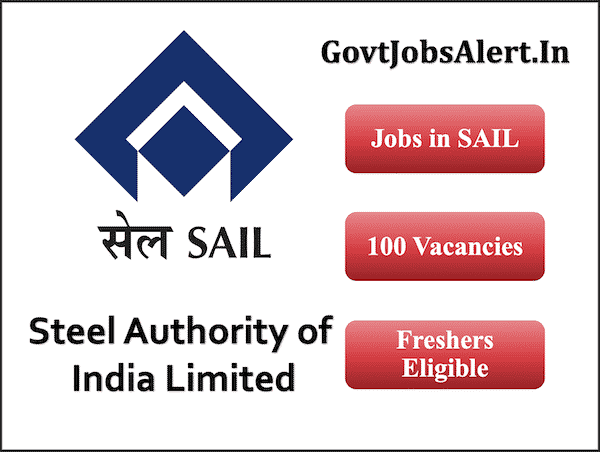 GovtJobsAlert.In
Jobs in SAIL
सेल SAIL
100 Vacancies
Steel Authority of
India Limited
Freshers
Eligible